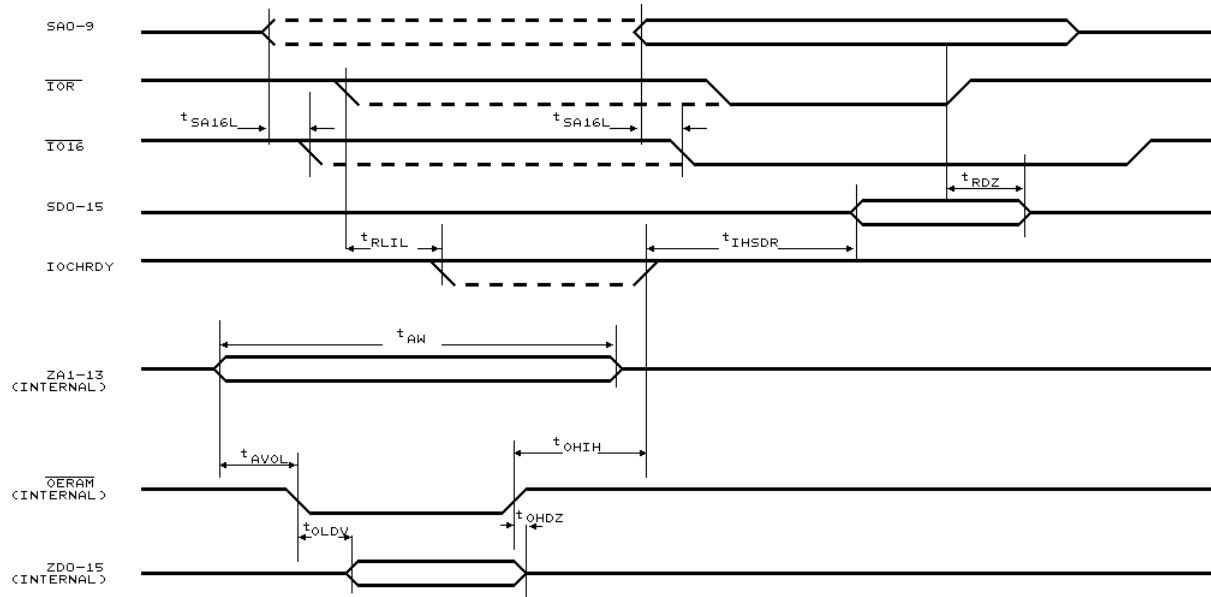 SA0-9
IOR
tSA16L
tSA16L
IO16
tRDZ
SD0-15
tRLIL
tIHSDR
IOCHRDY
tAW
ZA1-13
(INTERNAL)
tOHIH
tAVOL
OERAM
(INTERNAL)
tOHDZ
tOLDV
ZD0-15
(INTERNAL)